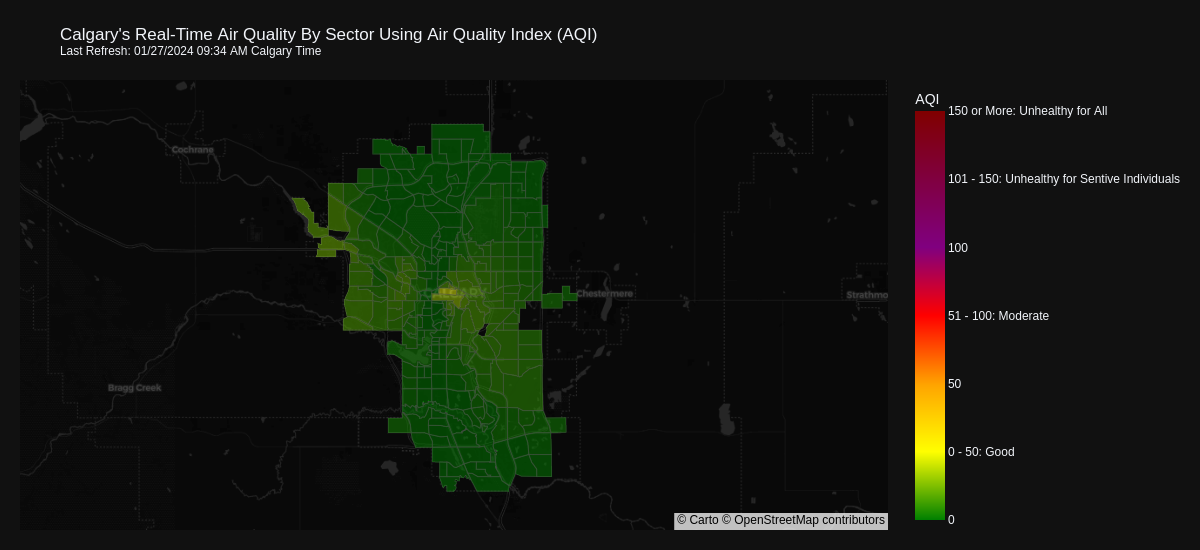 Calgary's Real-Time Air Quality By Sector Using Air Quality Index (AQI)
Last Refresh: 01/27/2024 09:34 AM Calgary Time
AQI
150 or More: Unhealthy for All
101 - 150: Unhealthy for Sentive Individuals
100
51 - 100: Moderate
50
0 - 50: Good
0
Cochrane
CALGARY
Chestermere
Strathmo
Bragg Creek
© Carto © OpenStreetMap contributors